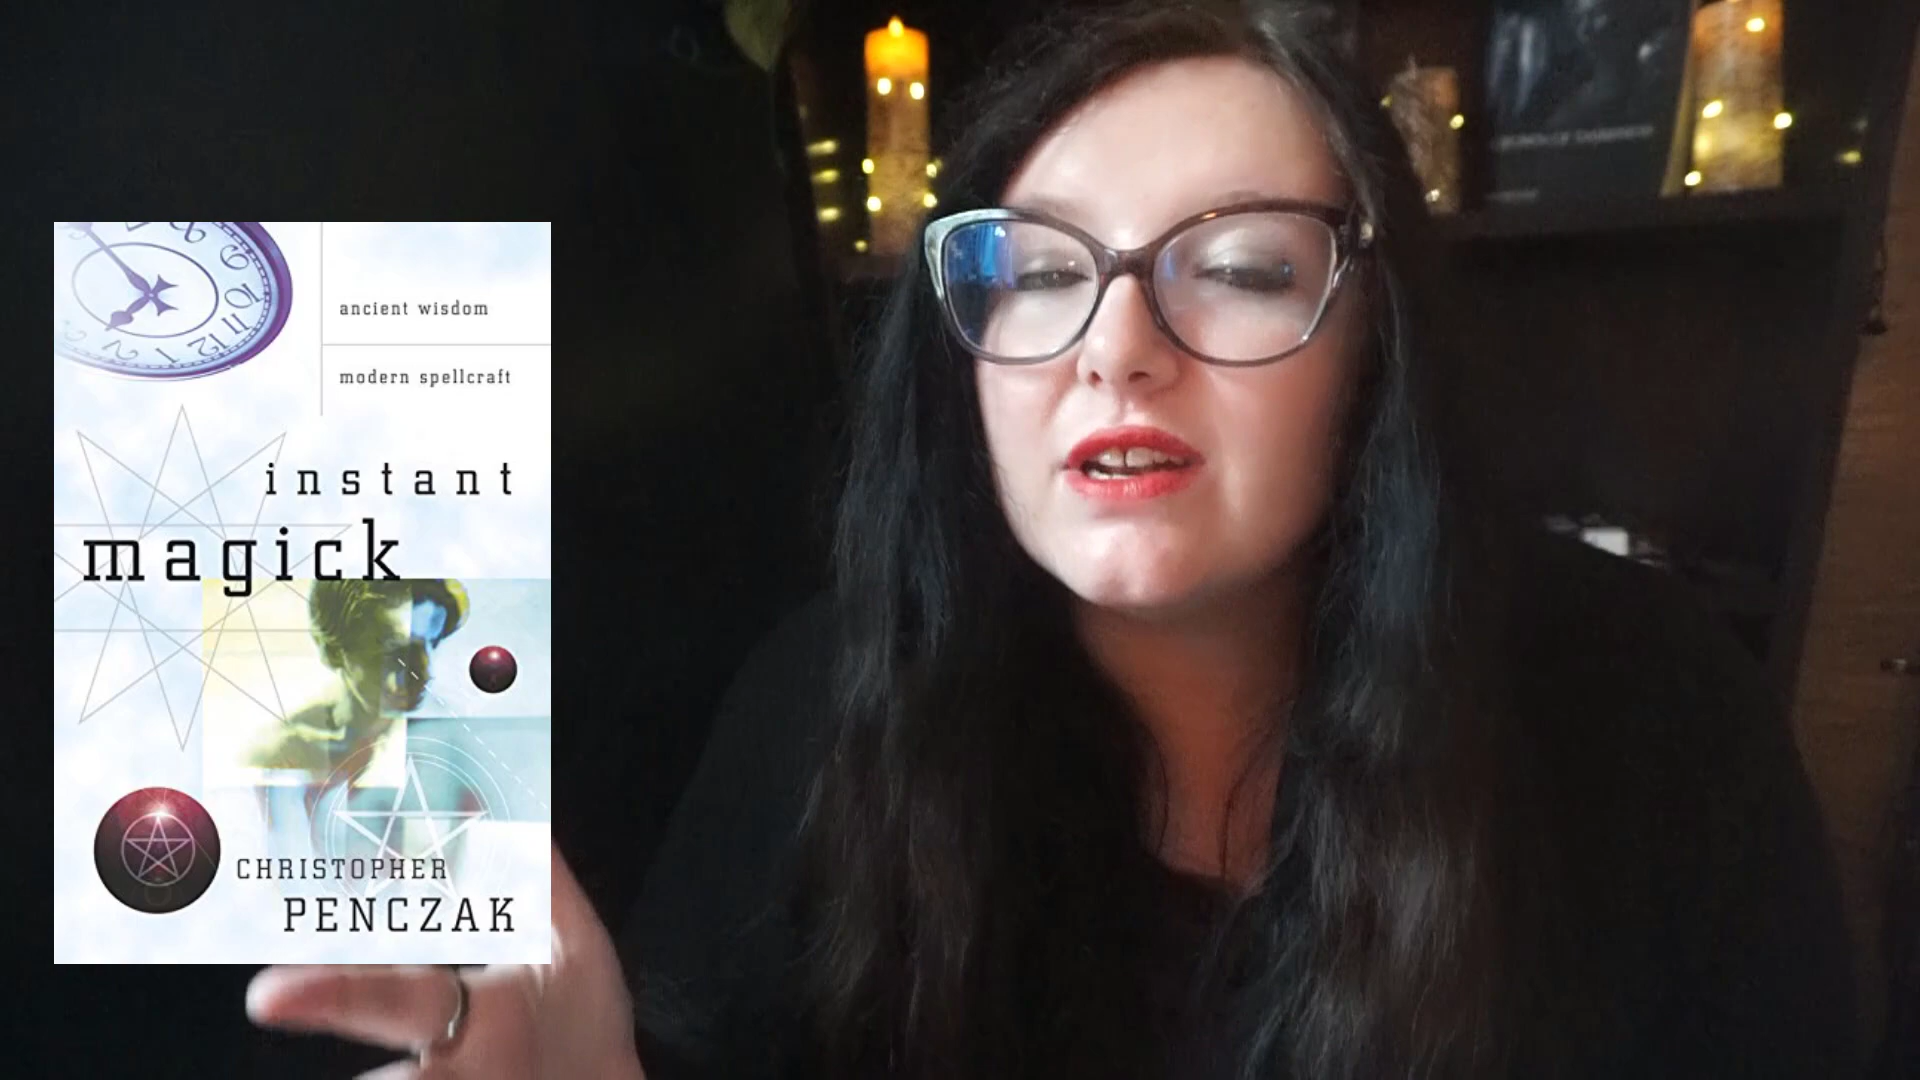 ancient wisdom
modern spellcraft
instant
magick
CHRISTOPHER
PENCZAK